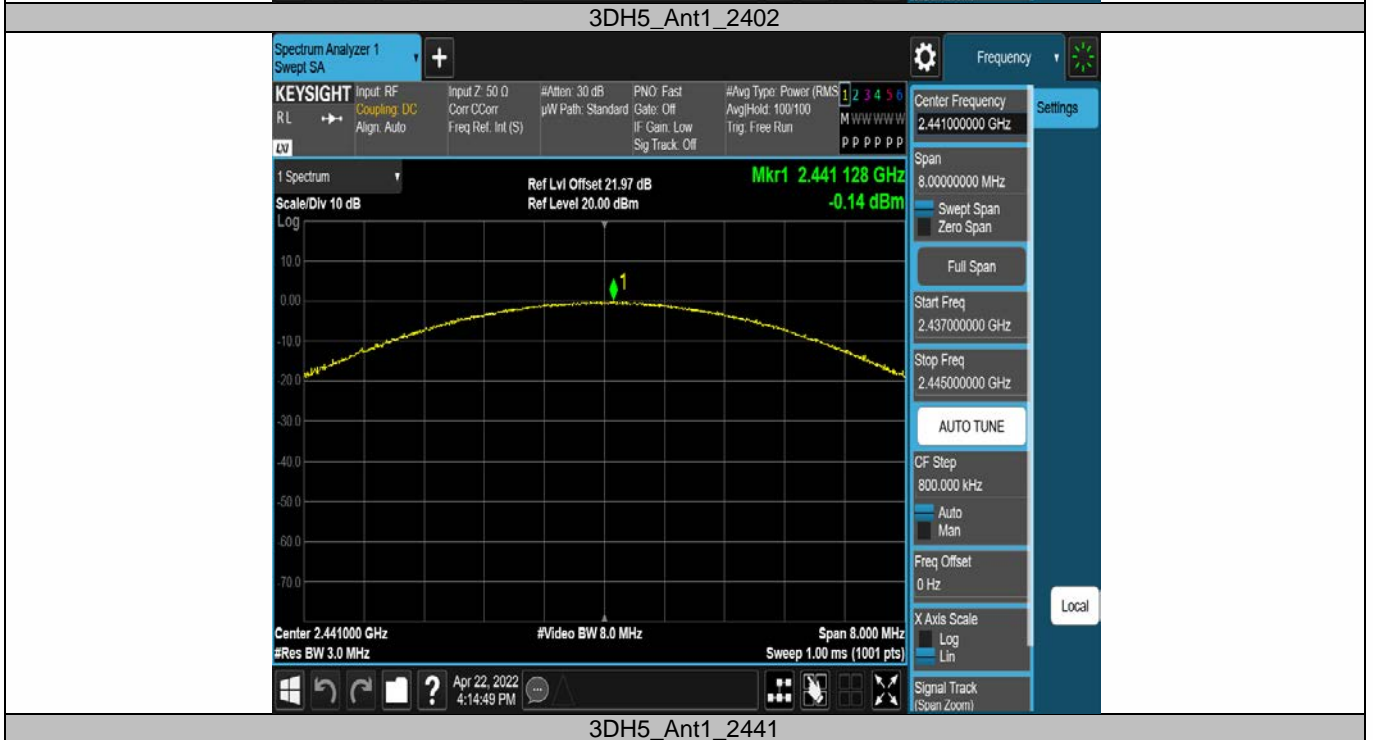 3DH5_Ant1_2402
Spectrum Analyzer 1
Swept SA
+
Frequency
KEYSIGHT
RL
LXI
Input: RF
Coupling: DC
Align: Auto
Input Z: 50 Ω
Corr CCorr
Freq Ref: Int (S)
#Atten: 30 dB
µW Path: Standard
PNO: Fast
Gate: Off
IF Gain: Low
Sig Track: Off
#Avg Type: Power (RMS
Avg|Hold: 100/100
Trig: Free Run
1 2 3 4 5 6
M W W W W W
P P P P P P
Center Frequency
2.441000000 GHz
Settings
1 Spectrum
Scale/Div 10 dB
Log
Ref Lvl Offset 21.97 dB
Ref Level 20.00 dBm
Mkr1 2.441 128 GHz
-0.14 dBm
Span
8.00000000 MHz
Swept Span
Zero Span
Full Span
Start Freq
2.437000000 GHz
Stop Freq
2.445000000 GHz
AUTO TUNE
CF Step
800.000 kHz
Auto
Man
Freq Offset
0 Hz
X Axis Scale
Log
Lin
Signal Track
(Span Zoom)
Local
10.0
0.00
-10.0
-20.0
-30.0
-40.0
-50.0
-60.0
-70.0
1
Center 2.441000 GHz
#Res BW 3.0 MHz
#Video BW 8.0 MHz
Span 8.000 MHz
Sweep 1.00 ms (1001 pts)
?
Apr 22, 2022
4:14:49 PM
3DH5_Ant1_2441